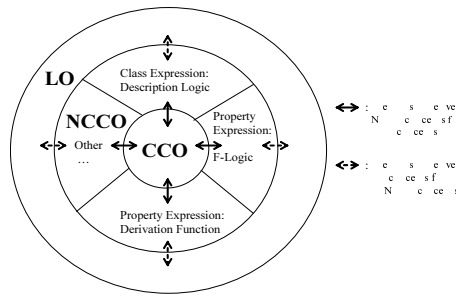 Class Expression:
Description Logic
LO
NCCO
Other
…
CCO
Property
Expression:
F-Logic
Property Expression:
Derivation Function